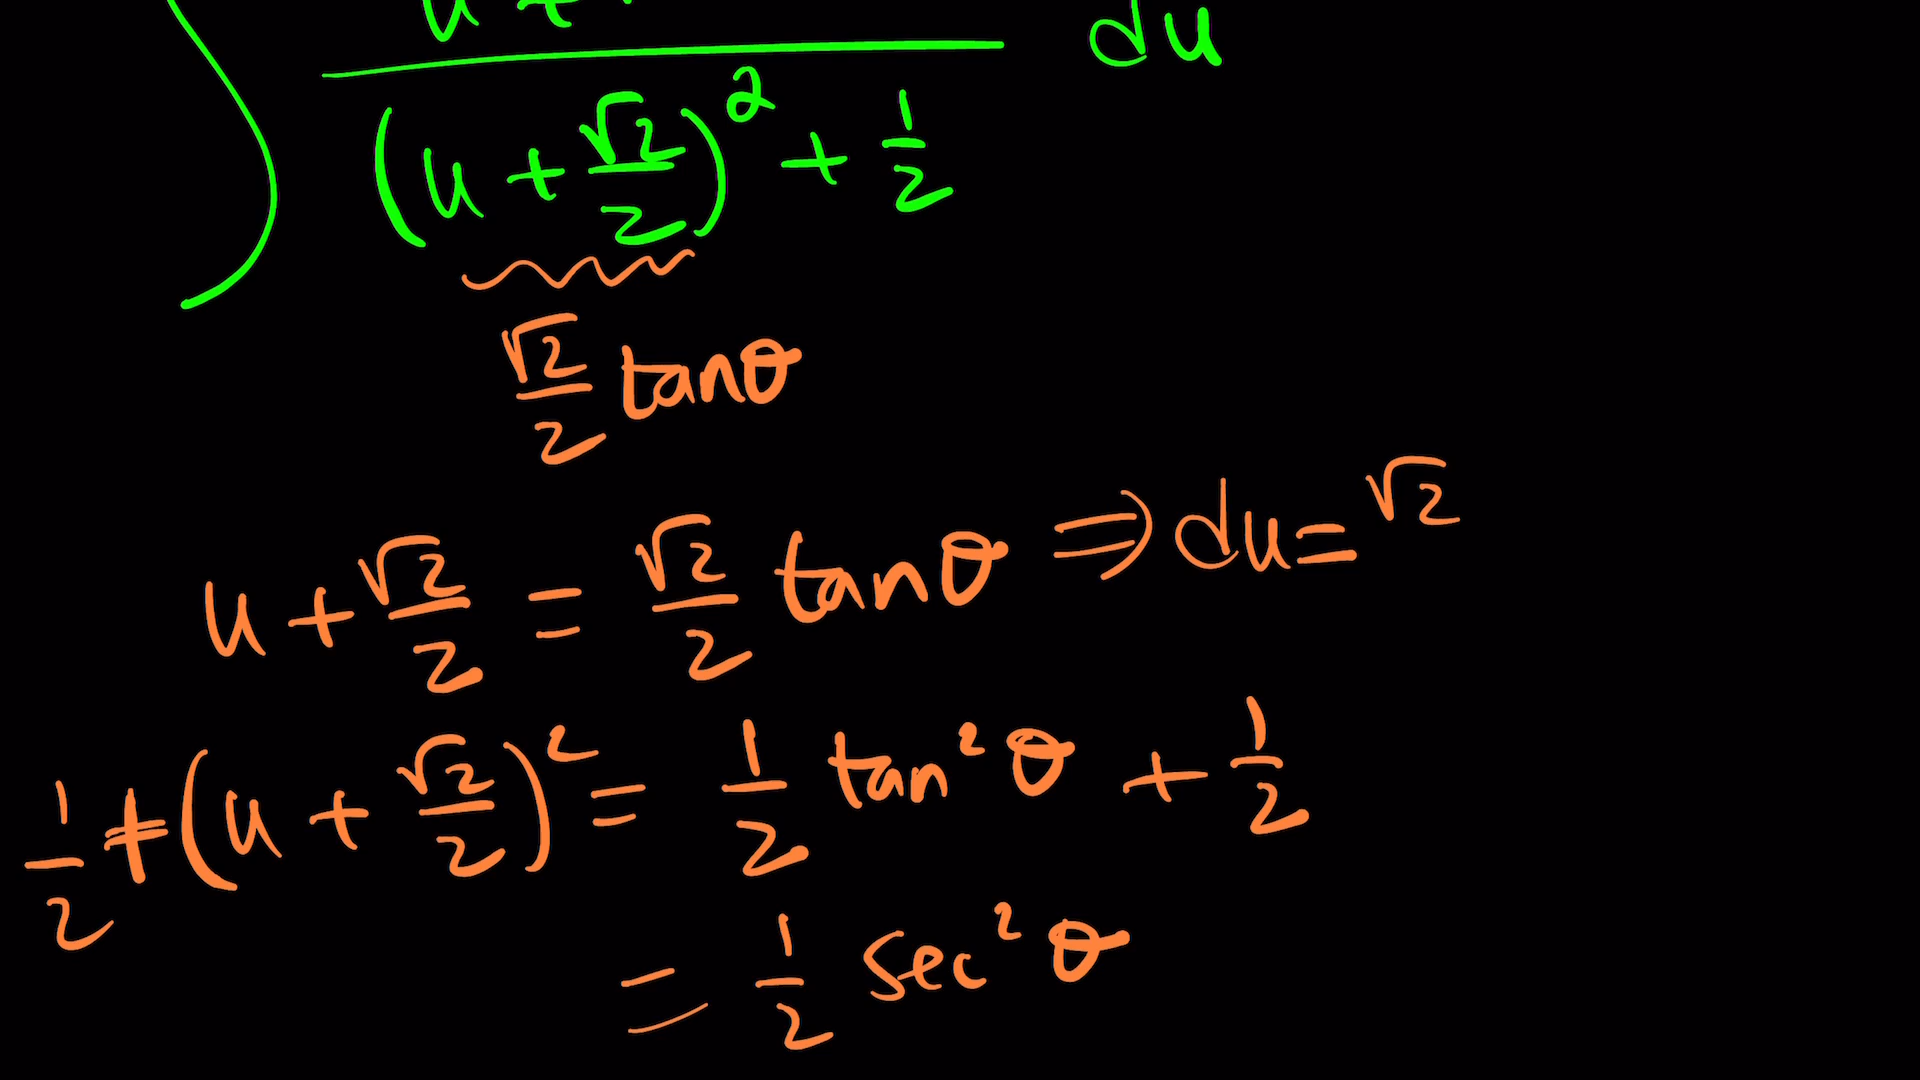 u + du
(u + √2/2)² + 1/2
√2/2 tanθ
u + √2/2 = √2/2 tanθ ⇒ du = √2
1/2 + (u + √2/2)² = 1/2 tan²θ + 1/2
= 1/2 sec²θ